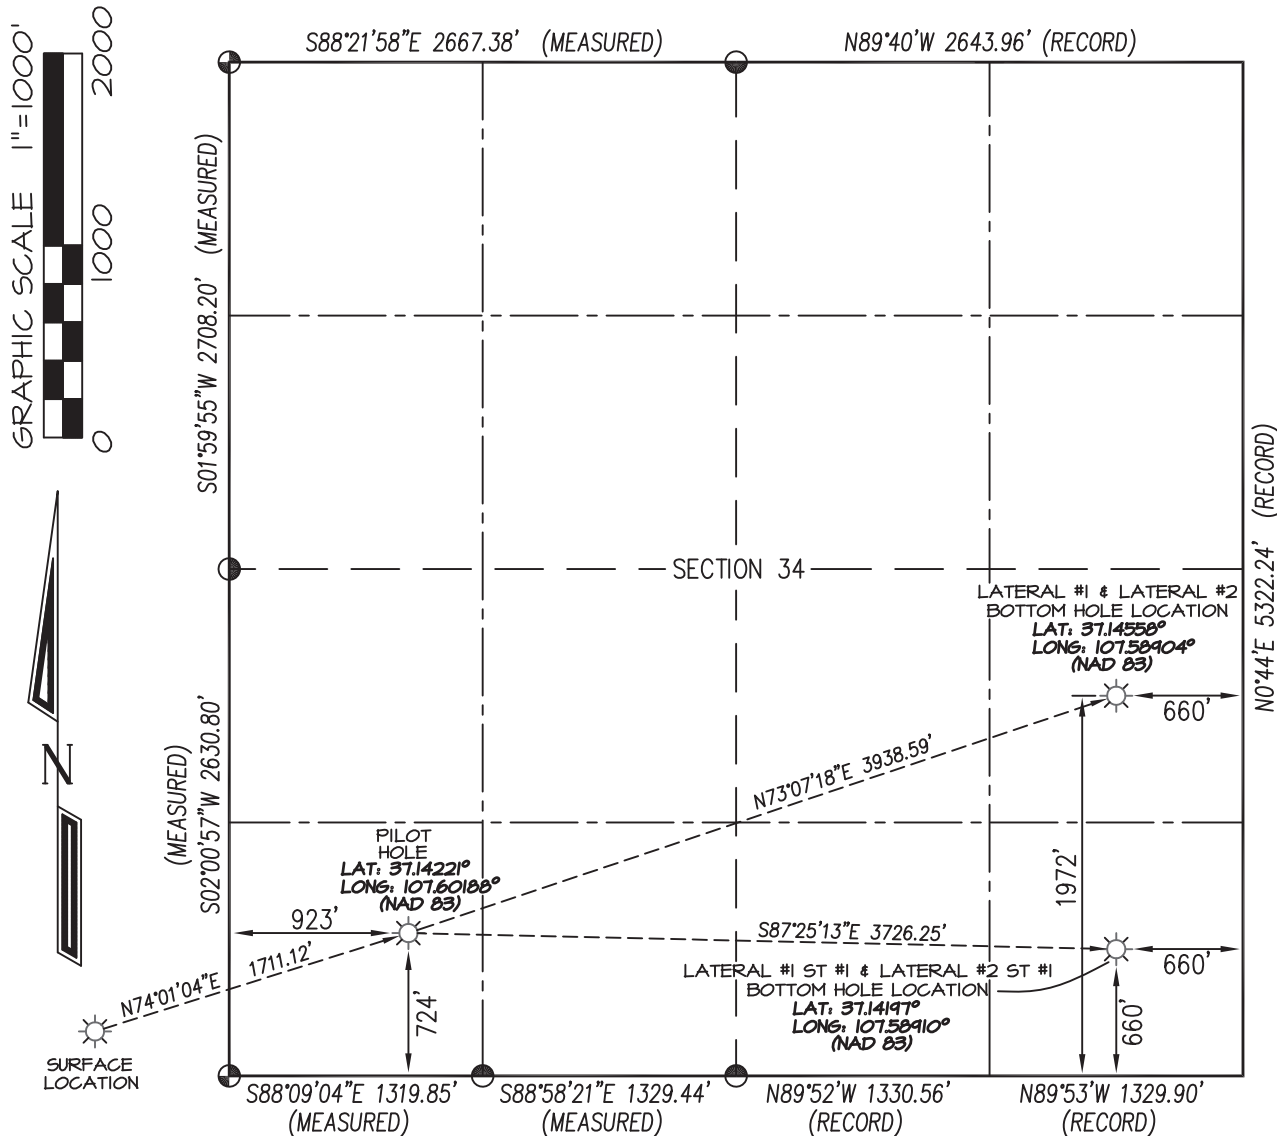 S88°21'58"E 2667.38' (MEASURED)
N89°40'W 2643.96' (RECORD)
GRAPHIC SCALE 1"=1000'
0
1000
2000
S01°59'55"W 2708.20' (MEASURED)
N0°44'E 5322.24' (RECORD)
SECTION 34
LATERAL #1 & LATERAL #2
BOTTOM HOLE LOCATION
LAT: 37.14558°
LONG: 107.58904°
(NAD 83)
660'
N
S02°00'57"W 2630.80'
(MEASURED)
N73°07'18"E 3938.59'
1972'
PILOT
HOLE
LAT: 37.14221°
LONG: 107.60188°
(NAD 83)
923'
S87°25'13"E 3726.25'
660'
N74°01'04"E 1711.12'
724'
LATERAL #1 ST #1 & LATERAL #2 ST #1
BOTTOM HOLE LOCATION
LAT: 37.14197°
LONG: 107.58910°
(NAD 83)
660'
SURFACE
LOCATION
S88°09'04"E 1319.85'
(MEASURED)
S88°58'21"E 1329.44'
(MEASURED)
N89°52'W 1330.56'
(RECORD)
N89°53'W 1329.90'
(RECORD)